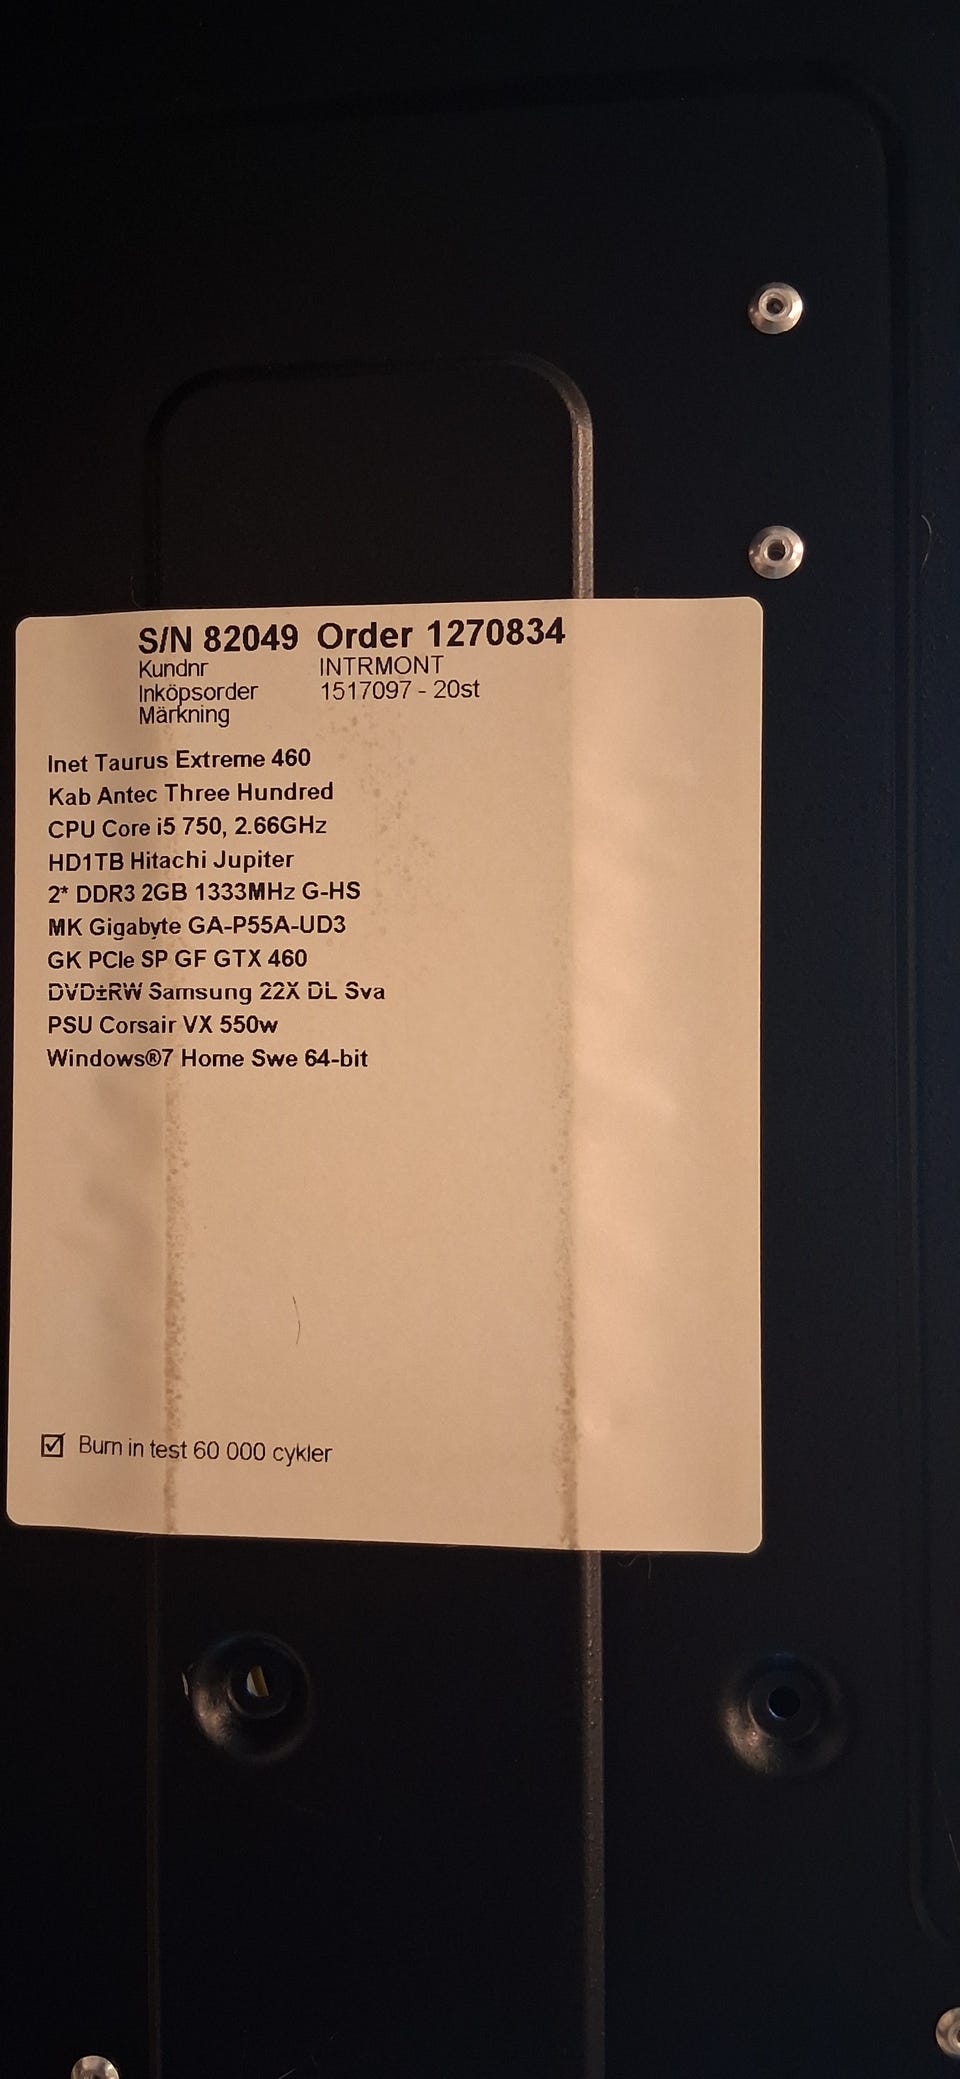 S/N 82049 Order 1270834
Kundnr INTRMONT
Inköpsorder 1517097 - 20st
Märkning
Inet Taurus Extreme 460
Kab Antec Three Hundred
CPU Core i5 750, 2.66GHz
HD1TB Hitachi Jupiter
2* DDR3 2GB 1333MHz G-HS
MK Gigabyte GA-P55A-UD3
GK PCIe SP GF GTX 460
DVD±RW Samsung 22X DL Sva
PSU Corsair VX 550w
Windows®7 Home Swe 64-bit
Burn in test 60 000 cykler